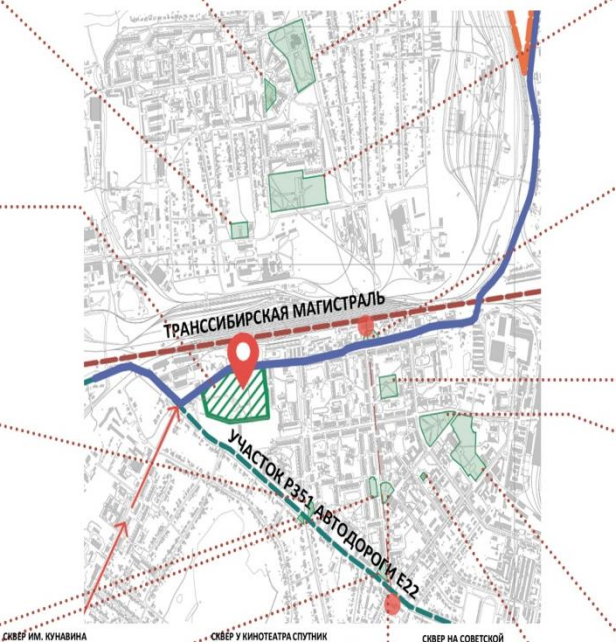 ТРАНССИБИРСКАЯ МАГИСТРАЛЬ
УЧАСТОК Р351 АВТОДОРОГИ Е22
СКВЕР ИМ. КУНАВИНА
СКВЕР У КИНОТЕАТРА СПУТНИК
СКВЕР НА СОВЕТСКОЙ